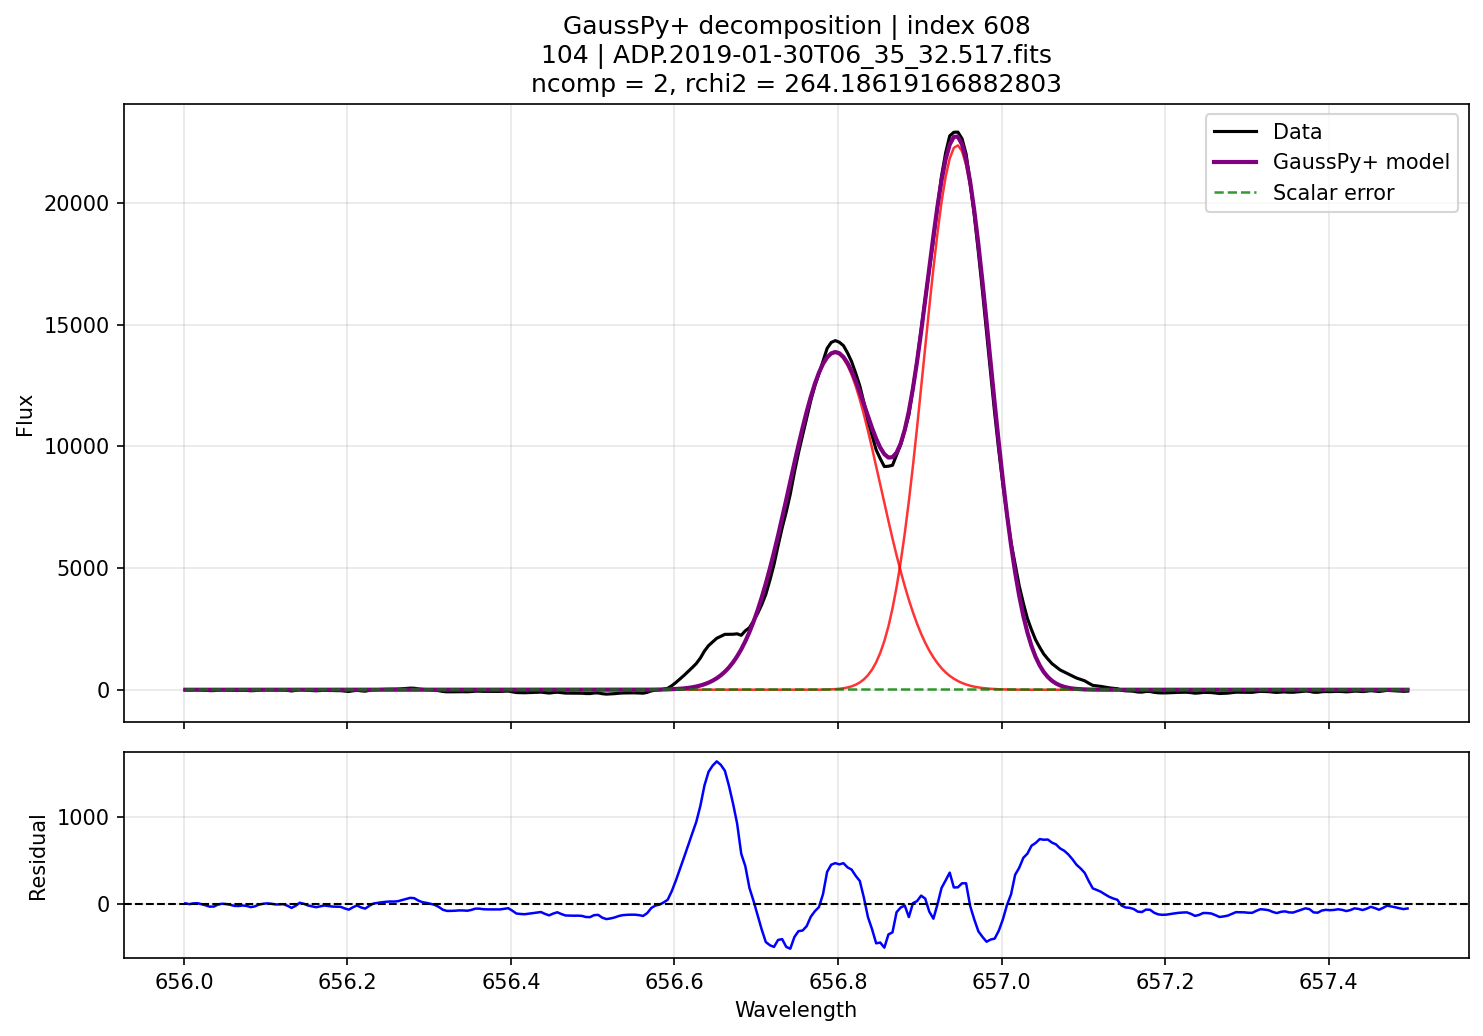 GaussPy+ decomposition | index 608
104 | ADP.2019-01-30T06_35_32.517.fits
ncomp = 2, rchi2 = 264.18619166882803
Data
GaussPy+ model
Scalar error
Flux
20000
15000
10000
5000
0
Residual
1000
0
656.0
656.2
656.4
656.6
656.8
657.0
657.2
657.4
Wavelength